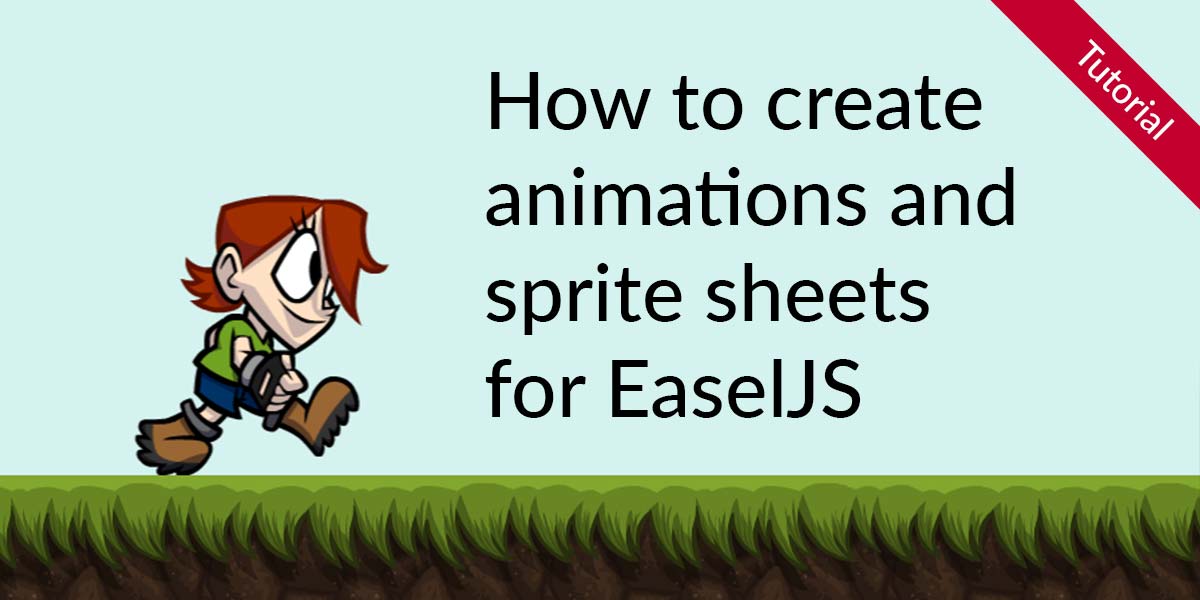 How to create
animations and
sprite sheets
for EaselJS
Tutorial